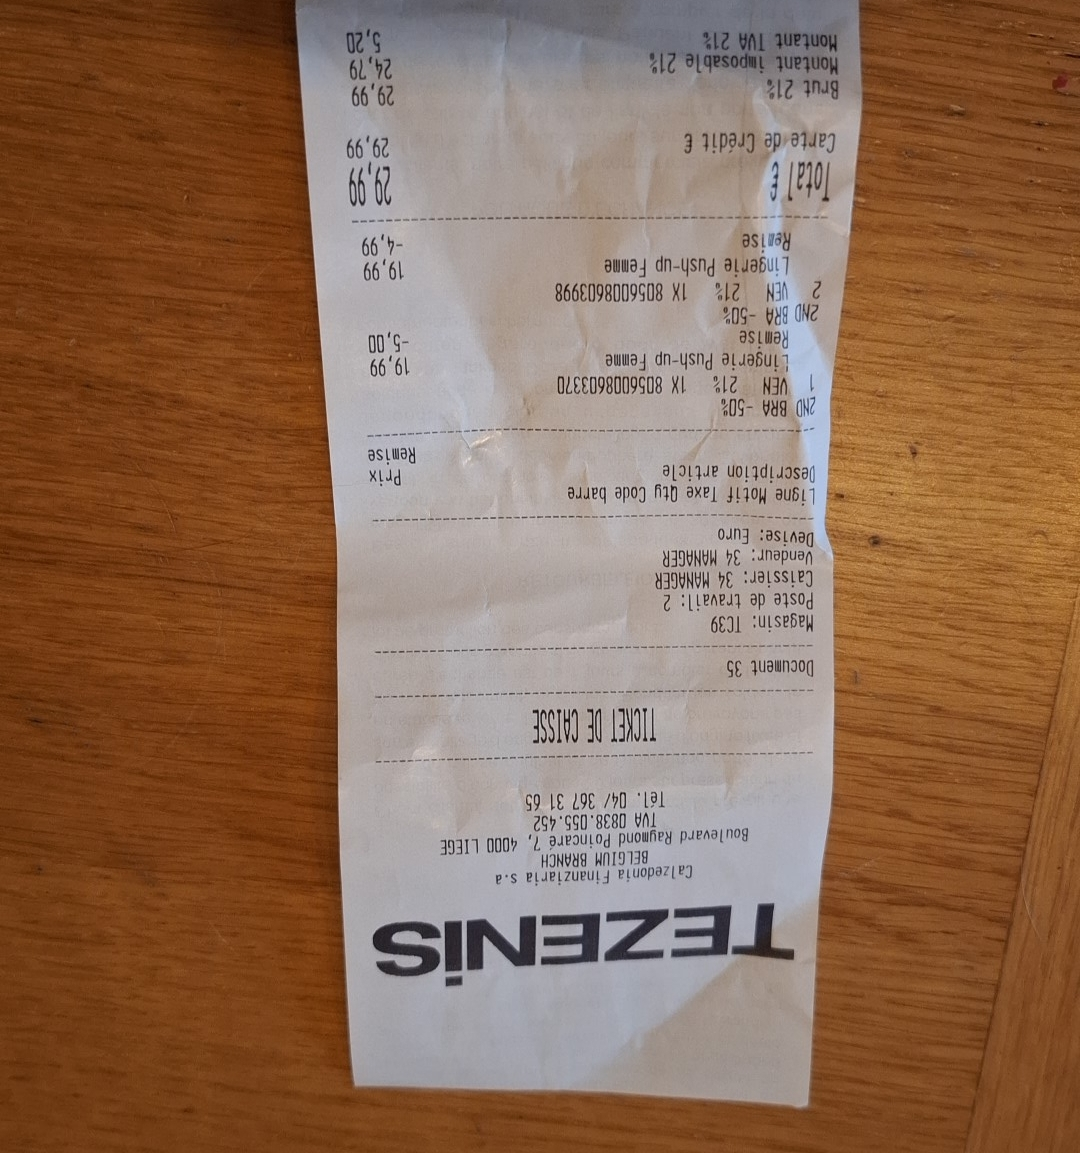 TEZENiS
Calzedonia Finanziaria s.a
BELGIUM BRANCH
Boulevard Raymond Poincaré 7, 4000 LIEGE
TVA 0838.055.452
Tél. 04/ 367 31 65
TICKET DE CAISSE
Document 35
Magasin: TC39
Poste de travail: 2
Caissier: 34 MANAGER
Vendeur: 34 MANAGER
Devise: Euro
Ligne Motif Taxe Qty Code barre
Description article Prix
Remise
2ND BRA -50%
1 VEN 21% 1X 8056008603370
Lingerie Push-up Femme 19,99
Remise -5,00
2ND BRA -50%
2 VEN 21% 1X 8056008603998
Lingerie Push-up Femme 19,99
Remise -4,99
Total € 29,99
Carte de Crédit € 29,99
Brut 21% 29,99
Montant imposable 21% 24,79
Montant TVA 21% 5,20